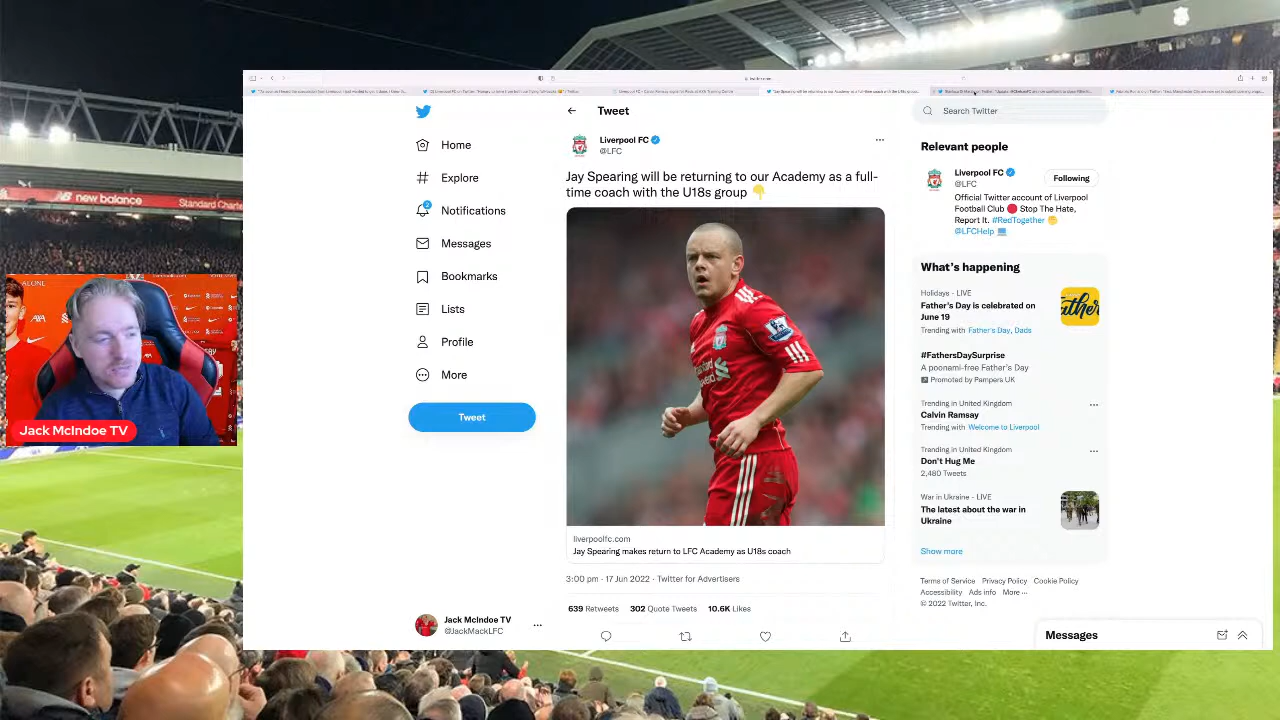 twitter.com
Tweet
Search Twitter
Home
Explore
2
Notifications
Messages
Bookmarks
Lists
Profile
More
Tweet
Jack McIndoe TV
@JackMackLFC
Liverpool FC
@LFC
Jay Spearing will be returning to our Academy as a full-
time coach with the U18s group
liverpoolfc.com
Jay Spearing makes return to LFC Academy as U18s coach
3:00 pm · 17 Jun 2022 · Twitter for Advertisers
639 Retweets 302 Quote Tweets 10.6K Likes
Relevant people
Liverpool FC
@LFC
Following
Official Twitter account of Liverpool
Football Club Stop The Hate,
Report It. #RedTogether
@LFCHelp
What's happening
Holidays · LIVE
Father's Day is celebrated on
June 19
Trending with Father's Day, Dads
#FathersDaySurprise
A poonami-free Father's Day
Promoted by Pampers UK
Trending in United Kingdom
Calvin Ramsay
Trending with Welcome to Liverpool
Trending in United Kingdom
Don't Hug Me
2,480 Tweets
War in Ukraine · LIVE
The latest about the war in
Ukraine
Show more
Terms of Service Privacy Policy Cookie Policy
Accessibility Ads info More ···
© 2022 Twitter, Inc.
Messages
new balance
Standard Charte
ALONE
AXA
Jack McIndoe TV